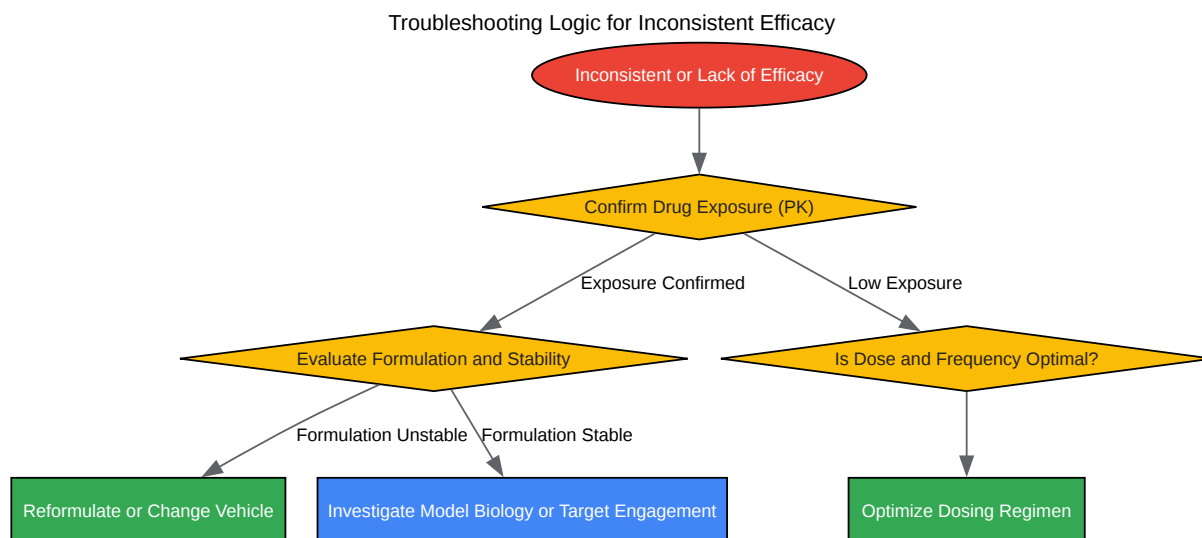 Troubleshooting Logic for Inconsistent Efficacy
Inconsistent or Lack of Efficacy
Confirm Drug Exposure (PK)
Exposure Confirmed
Low Exposure
Evaluate Formulation and Stability
Is Dose and Frequency Optimal?
Formulation Unstable
Formulation Stable
Reformulate or Change Vehicle
Investigate Model Biology or Target Engagement
Optimize Dosing Regimen